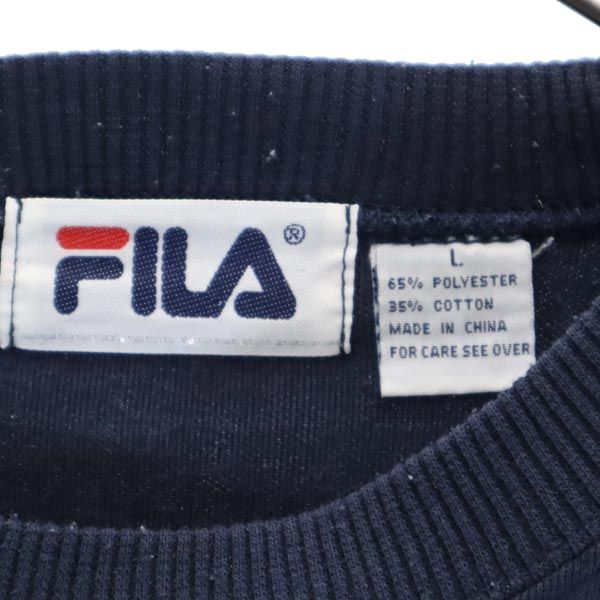 FILA®
L
65% POLYESTER
35% COTTON
MADE IN CHINA
FOR CARE SEE OVER